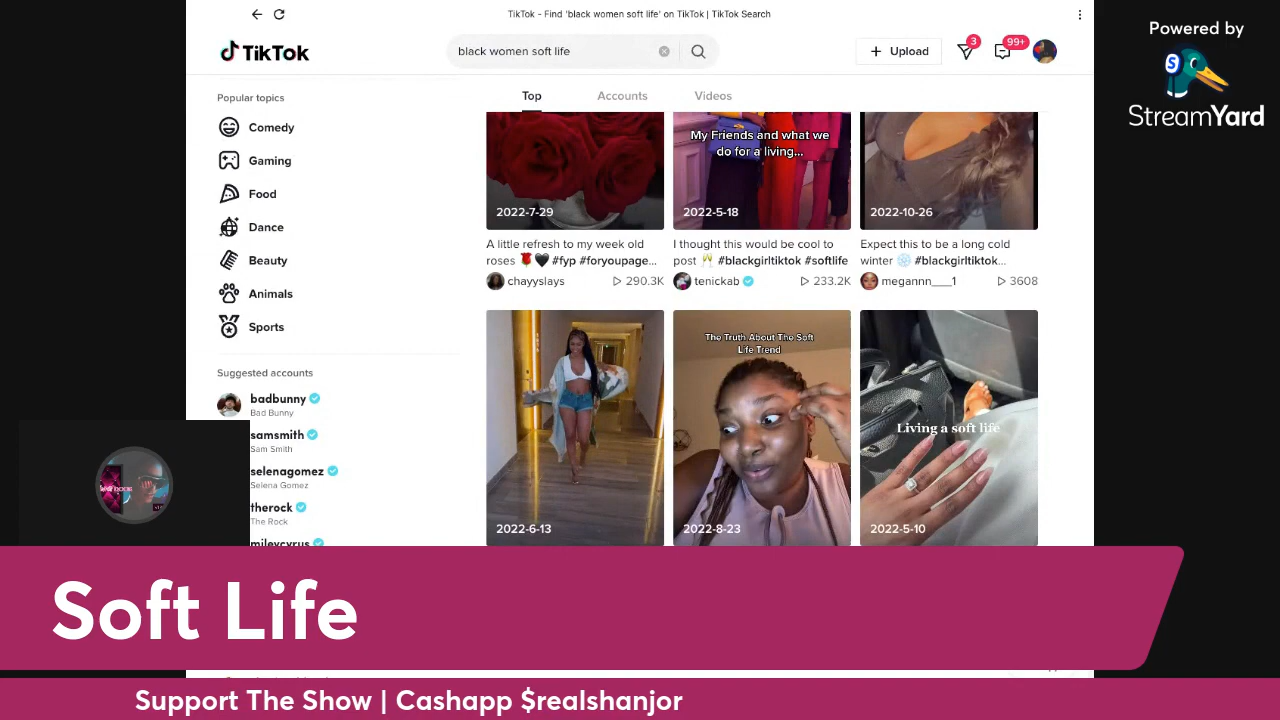 TikTok - Find 'black women soft life' on TikTok | TikTok Search
Powered by
StreamYard
TikTok
black women soft life
Upload
3
99+
Popular topics
Comedy
Gaming
Food
Dance
Beauty
Animals
Sports
Suggested accounts
badbunny
Bad Bunny
samsmith
Sam Smith
selenagomez
Selena Gomez
therock
The Rock
mileycyrus
Top
Accounts
Videos
My Friends and what we
do for a living...
2022-7-29
2022-5-18
2022-10-26
A little refresh to my week old
roses 🌹🖤 #fyp #foryoupage...
chayyslays
290.3K
I thought this would be cool to
post 🥂 #blackgirltiktok #softlife
tenickab
233.2K
Expect this to be a long cold
winter ❄️ #blackgirltiktok...
megannn___1
3608
The Truth About The Soft
Life Trend
Living a soft life
2022-6-13
2022-8-23
2022-5-10
Soft Life
Support The Show | Cashapp $realshanjor